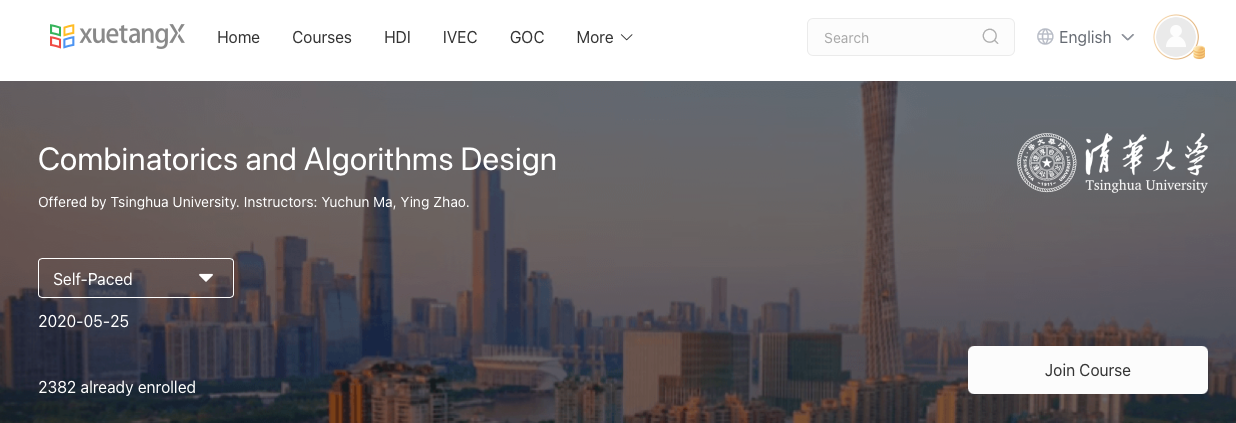 xuetangX
Home
Courses
HDI
IVEC
GOC
More
Search
English
Combinatorics and Algorithms Design
Offered by Tsinghua University. Instructors: Yuchun Ma, Ying Zhao.
清華大学
Tsinghua University
Self-Paced
2020-05-25
2382 already enrolled
Join Course